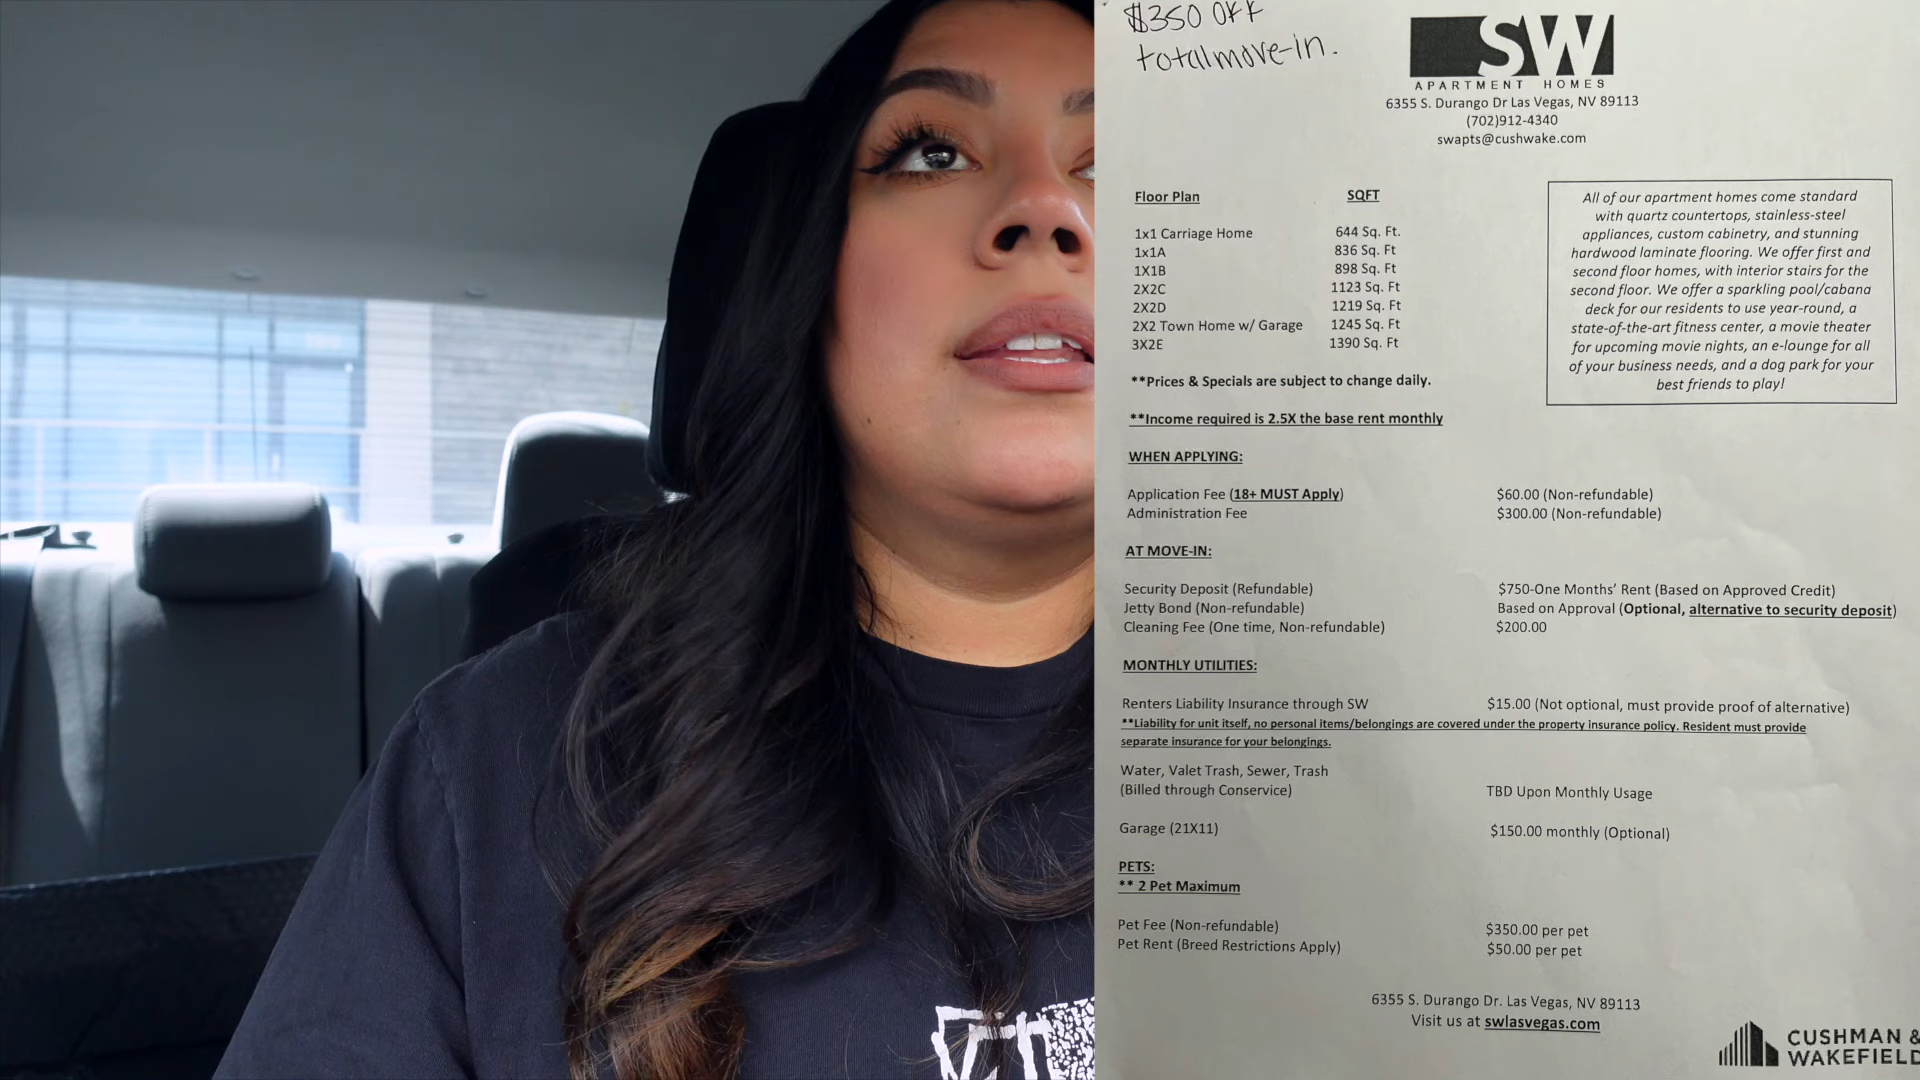 $350 OFF
total move-in.
SW
APARTMENT HOMES
6355 S. Durango Dr Las Vegas, NV 89113
(702)912-4340
swapts@cushwake.com
Floor Plan SQFT
1x1 Carriage Home 644 Sq. Ft.
1x1A 836 Sq. Ft
1X1B 898 Sq. Ft
2X2C 1123 Sq. Ft
2X2D 1219 Sq. Ft
2X2 Town Home w/ Garage 1245 Sq. Ft
3X2E 1390 Sq. Ft
All of our apartment homes come standard
with quartz countertops, stainless-steel
appliances, custom cabinetry, and stunning
hardwood laminate flooring. We offer first and
second floor homes, with interior stairs for the
second floor. We offer a sparkling pool/cabana
deck for our residents to use year-round, a
state-of-the-art fitness center, a movie theater
for upcoming movie nights, an e-lounge for all
of your business needs, and a dog park for your
best friends to play!
**Prices & Specials are subject to change daily.
**Income required is 2.5X the base rent monthly
WHEN APPLYING:
Application Fee (18+ MUST Apply) $60.00 (Non-refundable)
Administration Fee $300.00 (Non-refundable)
AT MOVE-IN:
Security Deposit (Refundable) $750-One Months’ Rent (Based on Approved Credit)
Jetty Bond (Non-refundable) Based on Approval (Optional, alternative to security deposit)
Cleaning Fee (One time, Non-refundable) $200.00
MONTHLY UTILITIES:
Renters Liability Insurance through SW $15.00 (Not optional, must provide proof of alternative)
**Liability for unit itself, no personal items/belongings are covered under the property insurance policy. Resident must provide
separate insurance for your belongings.
Water, Valet Trash, Sewer, Trash
(Billed through Conservice) TBD Upon Monthly Usage
Garage (21X11) $150.00 monthly (Optional)
PETS:
** 2 Pet Maximum
Pet Fee (Non-refundable) $350.00 per pet
Pet Rent (Breed Restrictions Apply) $50.00 per pet
6355 S. Durango Dr. Las Vegas, NV 89113
Visit us at swlasvegas.com
CUSHMAN &
WAKEFIELD